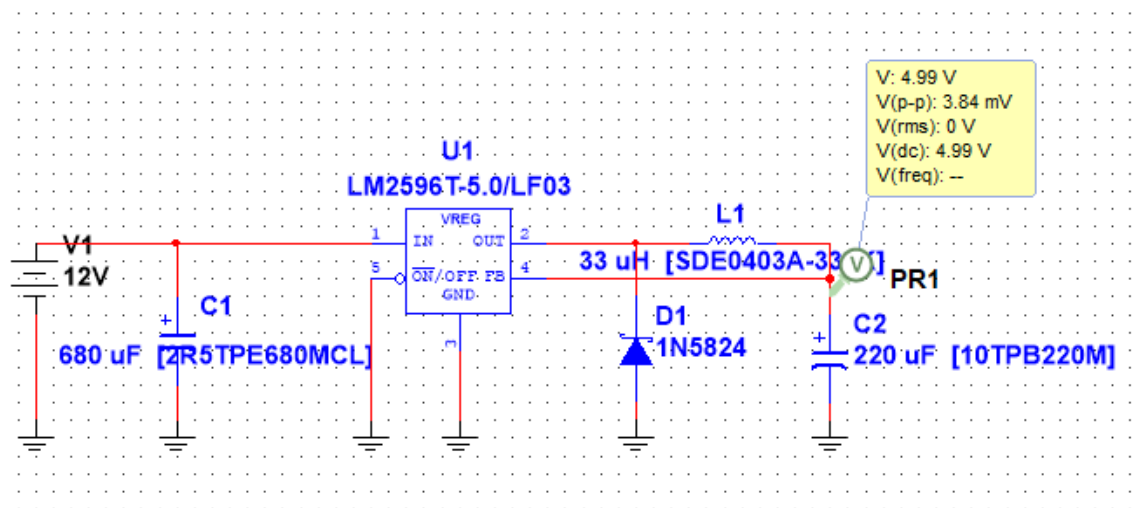 V: 4.99 V
V(p-p): 3.84 mV
V(rms): 0 V
V(dc): 4.99 V
V(freq): --
U1
LM2596T-5.0/LF03
VREG
1
IN
OUT
2
5
ON/OFF
FB
4
GND
3
V1
12V
C1
680 uF [2R5TPE680MCL]
L1
33 uH [SDE0403A-33
V
PR1
D1
1N5824
C2
220 uF [10TPB220M]